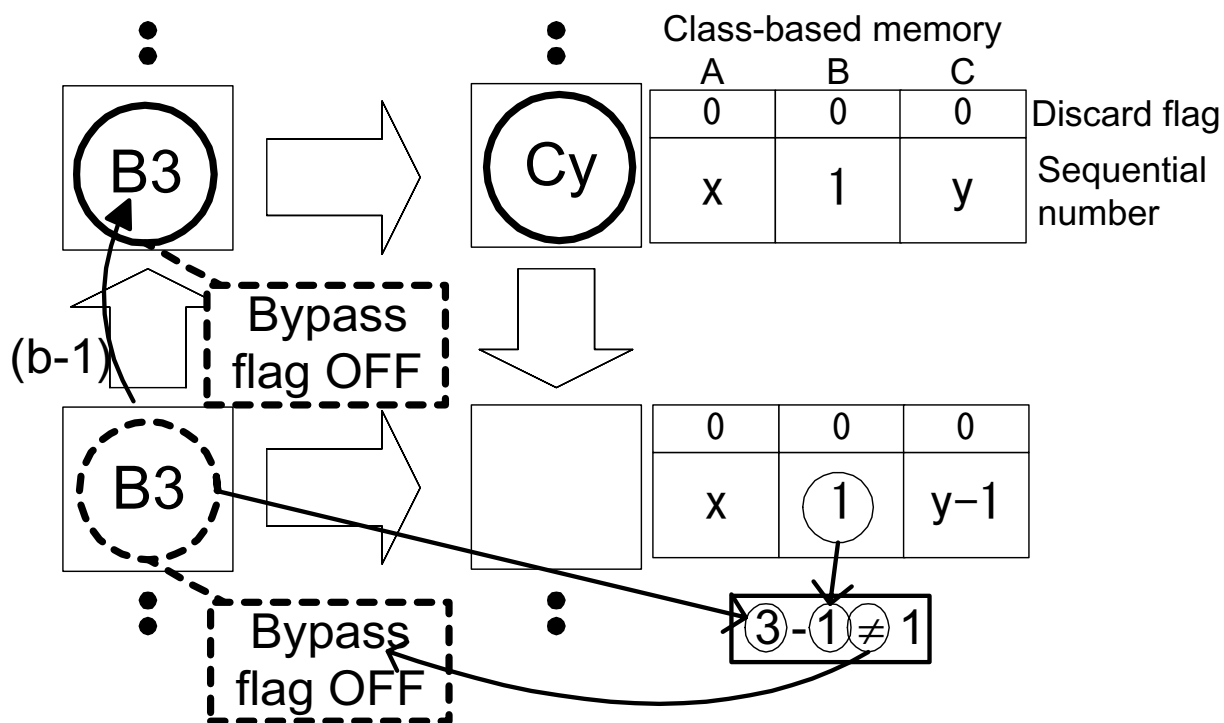 Class-based memory
A B C
0 0 0 Discard flag
B3 Cy x 1 y Sequential
number
Bypass
flag OFF
(b-1)
0 0 0
B3 x 1 y-1
Bypass
flag OFF
3-1≠1